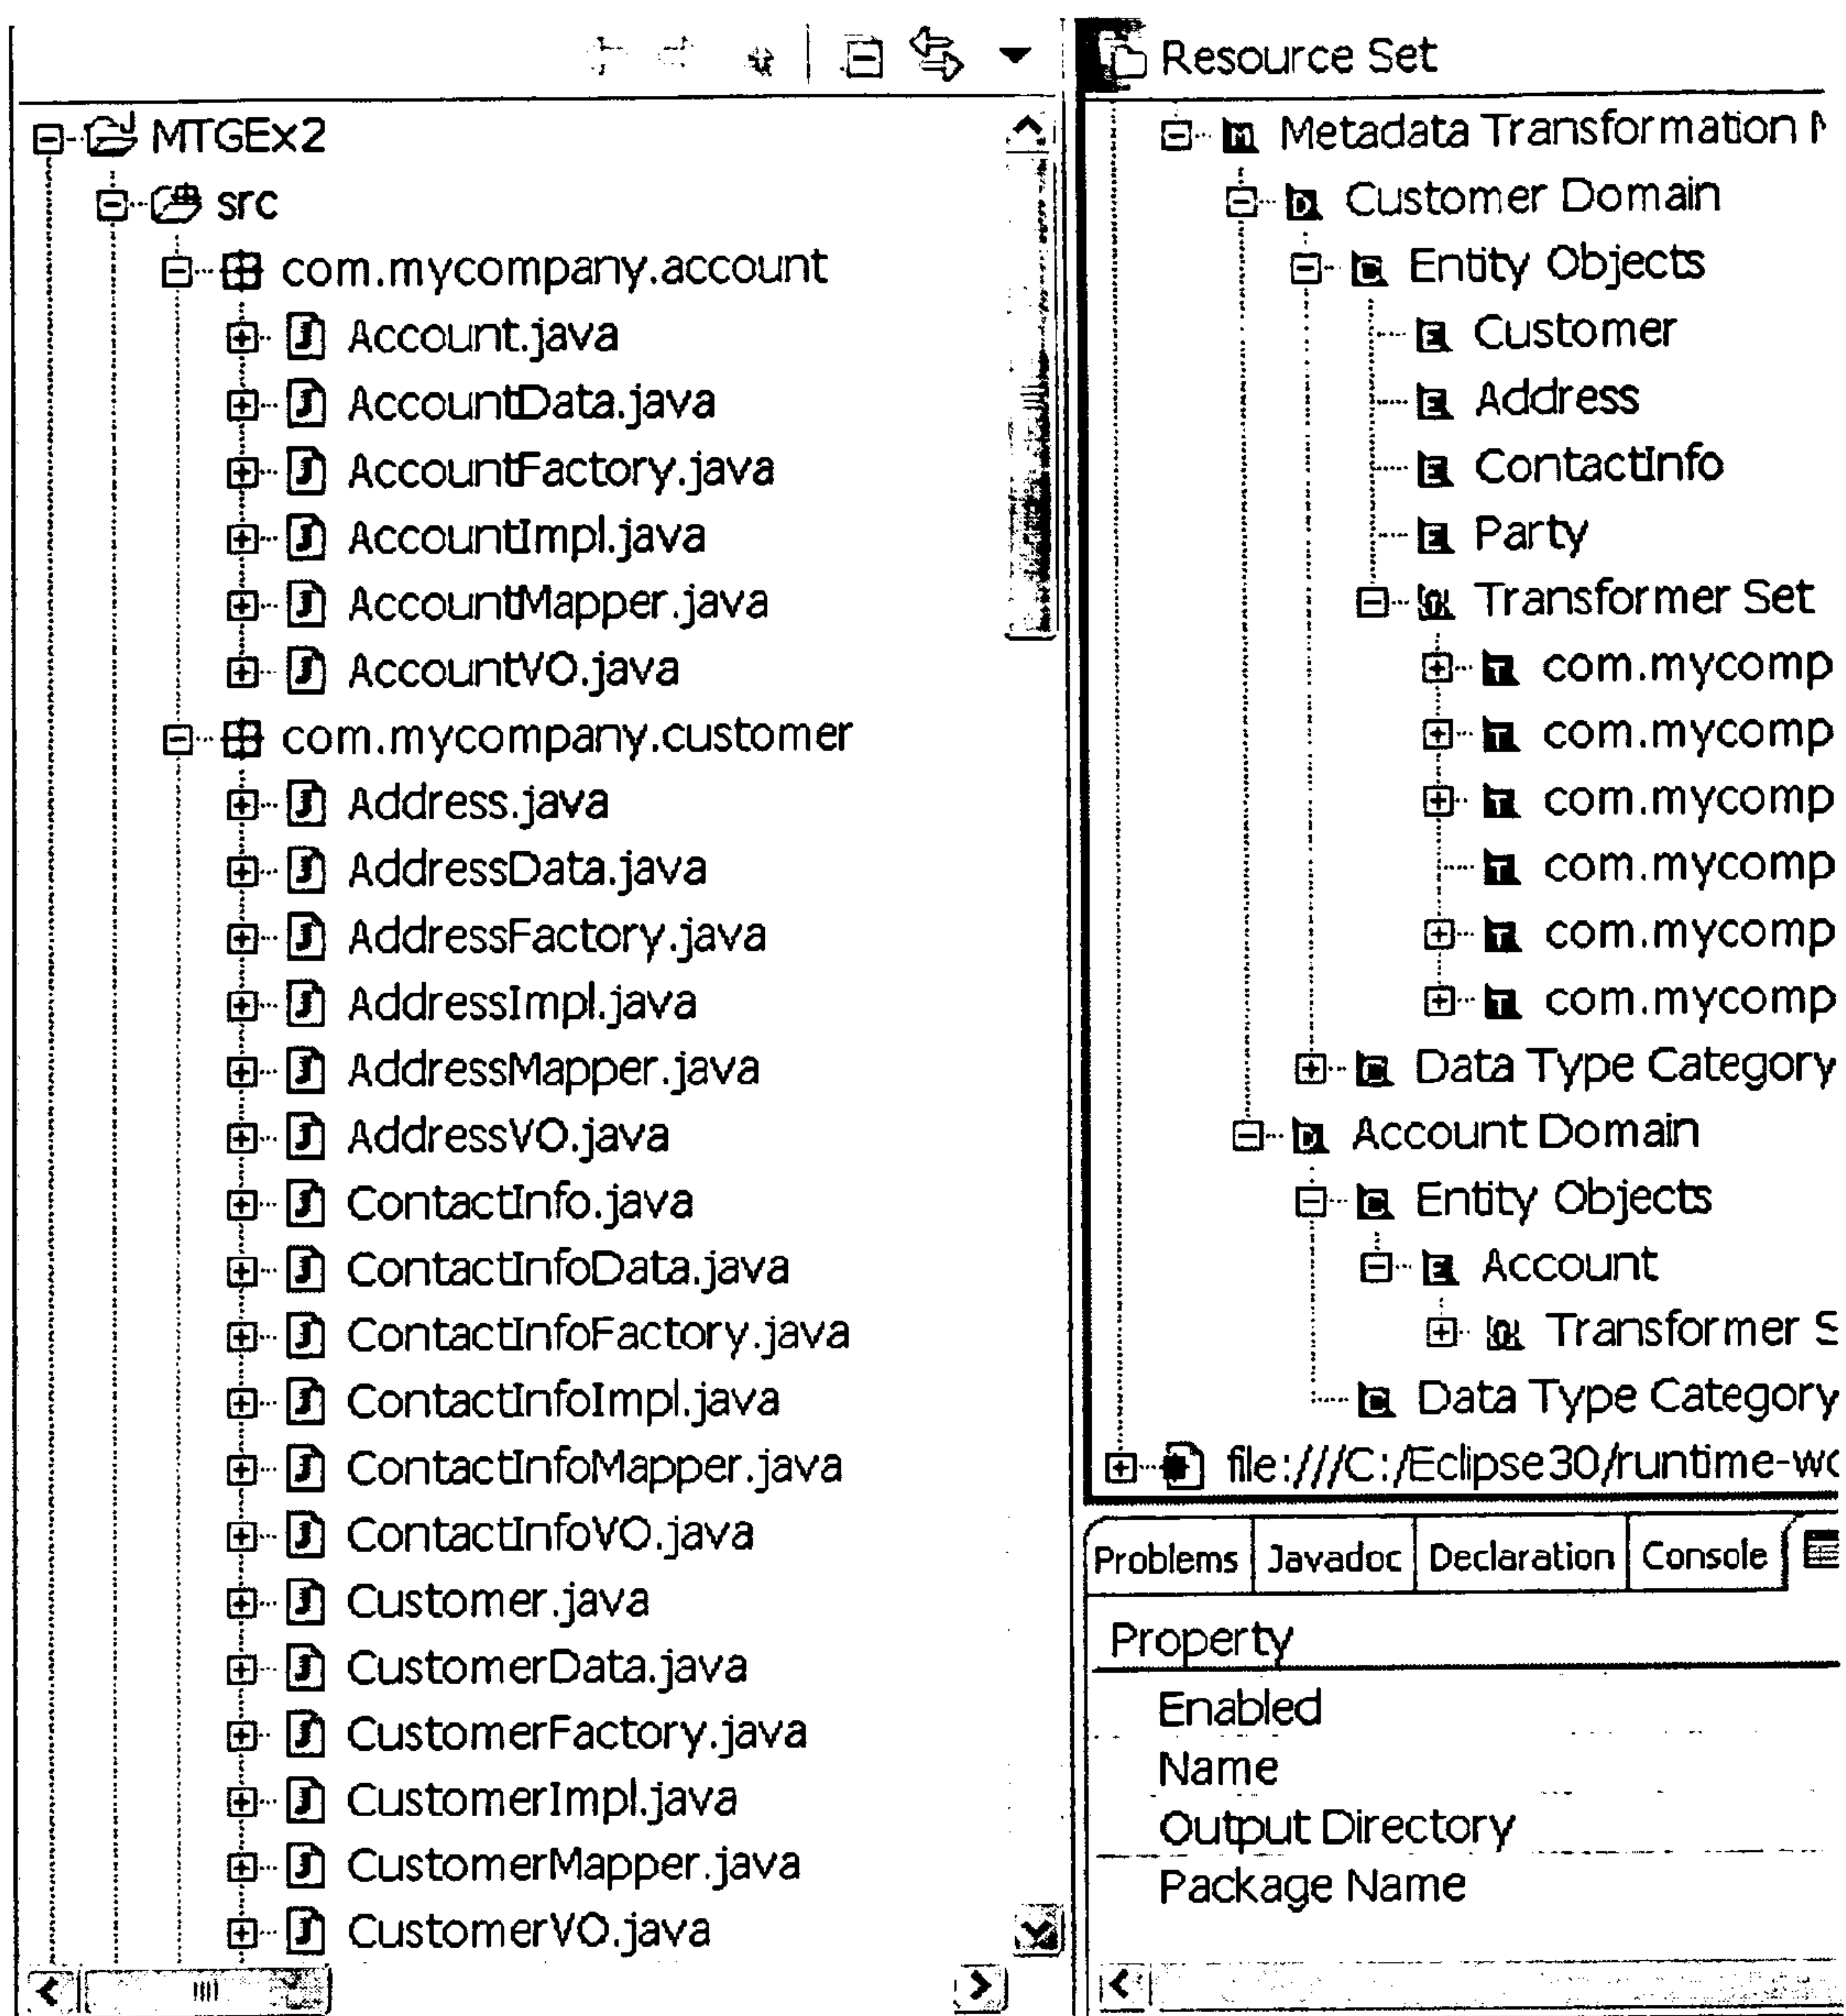 MTGEx2
src
com.mycompany.account
Account.java
AccountData.java
AccountFactory.java
AccountImpl.java
AccountMapper.java
AccountVO.java
com.mycompany.customer
Address.java
AddressData.java
AddressFactory.java
AddressImpl.java
AddressMapper.java
AddressVO.java
ContactInfo.java
ContactInfoData.java
ContactInfoFactory.java
ContactInfoImpl.java
ContactInfoMapper.java
ContactInfoVO.java
Customer.java
CustomerData.java
CustomerFactory.java
CustomerImpl.java
CustomerMapper.java
CustomerVO.java
Resource Set
Metadata Transformation
Customer Domain
Entity Objects
Customer
Address
ContactInfo
Party
Transformer Set
com.mycomp
com.mycomp
com.mycomp
com.mycomp
com.mycomp
com.mycomp
Data Type Category
Account Domain
Entity Objects
Account
Transformer S
Data Type Category
file:///C:/Eclipse30/runtime-wo
Problems Javadoc Declaration Console
Property
Enabled
Name
Output Directory
Package Name